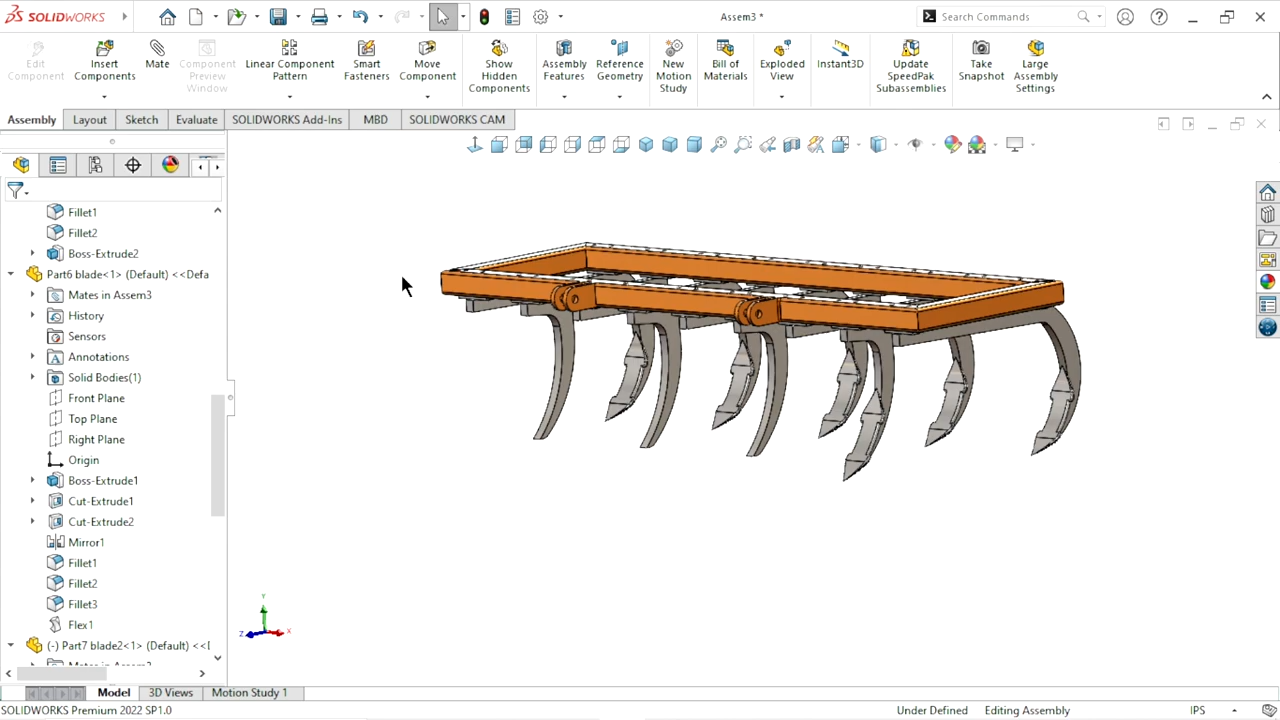 SOLIDWORKS
Assem3 *
Search Commands
Edit
Component
Insert
Components
Mate
Component
Preview
Window
Linear Component
Pattern
Smart
Fasteners
Move
Component
Show
Hidden
Components
Assembly
Features
Reference
Geometry
New
Motion
Study
Bill of
Materials
Exploded
View
Instant3D
Update
SpeedPak
Subassemblies
Take
Snapshot
Large
Assembly
Settings
Assembly
Layout
Sketch
Evaluate
SOLIDWORKS Add-Ins
MBD
SOLIDWORKS CAM
Fillet1
Fillet2
Boss-Extrude2
Part6 blade<1> (Default) <<Defa
Mates in Assem3
History
Sensors
Annotations
Solid Bodies(1)
Front Plane
Top Plane
Right Plane
Origin
Boss-Extrude1
Cut-Extrude1
Cut-Extrude2
Mirror1
Fillet1
Fillet2
Fillet3
Flex1
(-) Part7 blade2<1> (Default) <<D
Y
Z
X
Model
3D Views
Motion Study 1
SOLIDWORKS Premium 2022 SP1.0
Under Defined
Editing Assembly
IPS